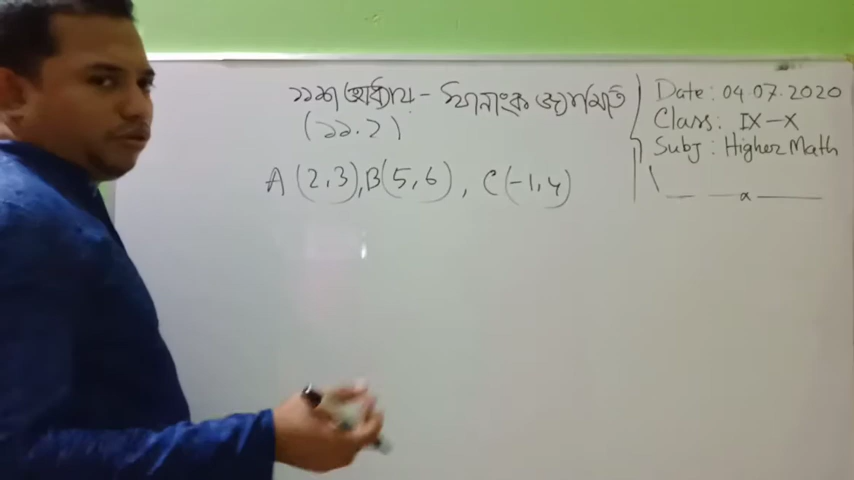 ১১শ অধ্যায় - স্থানাংক জ্যামিতি
(১১.২)
A (2,3), B(5,6), C(-1,4)
Date: 04.07.2020
Class: IX-X
Subj: Higher Math
x